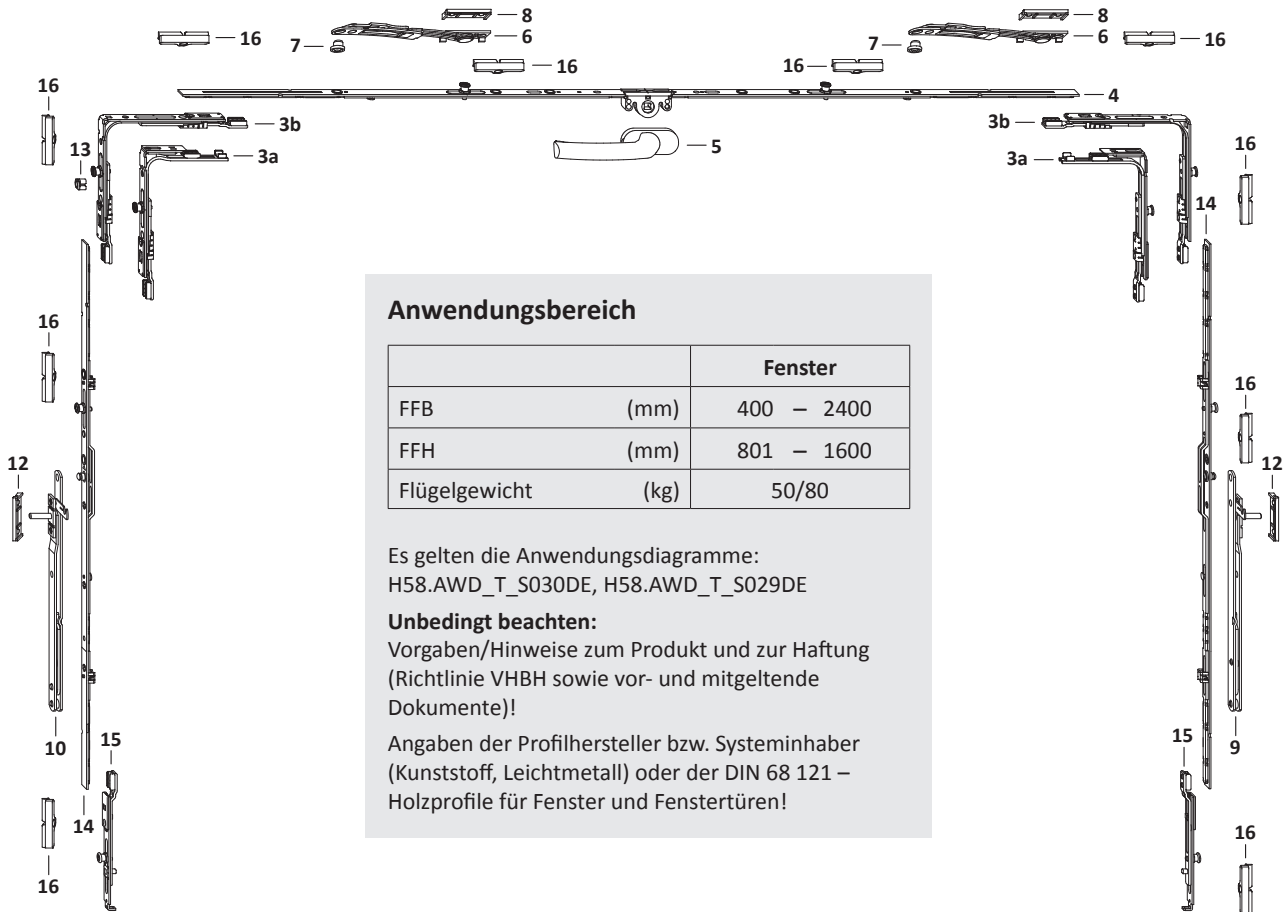 8
8
16
7
6
7
6
16
16
16
16
4
3b
3b
5
13
3a
3a
16
14
Anwendungsbereich
Fenster
FFB (mm) 400 – 2400
FFH (mm) 801 – 1600
Flügelgewicht (kg) 50/80
16
16
12
12
Es gelten die Anwendungsdiagramme:
H58.AWD_T_S030DE, H58.AWD_T_S029DE
Unbedingt beachten:
Vorgaben/Hinweise zum Produkt und zur Haftung
(Richtlinie VHBH sowie vor- und mitgeltende
Dokumente)!
Angaben der Profilhersteller bzw. Systeminhaber
(Kunststoff, Leichtmetall) oder der DIN 68 121 –
Holzprofile für Fenster und Fenstertüren!
10
15
15
9
14
16
16